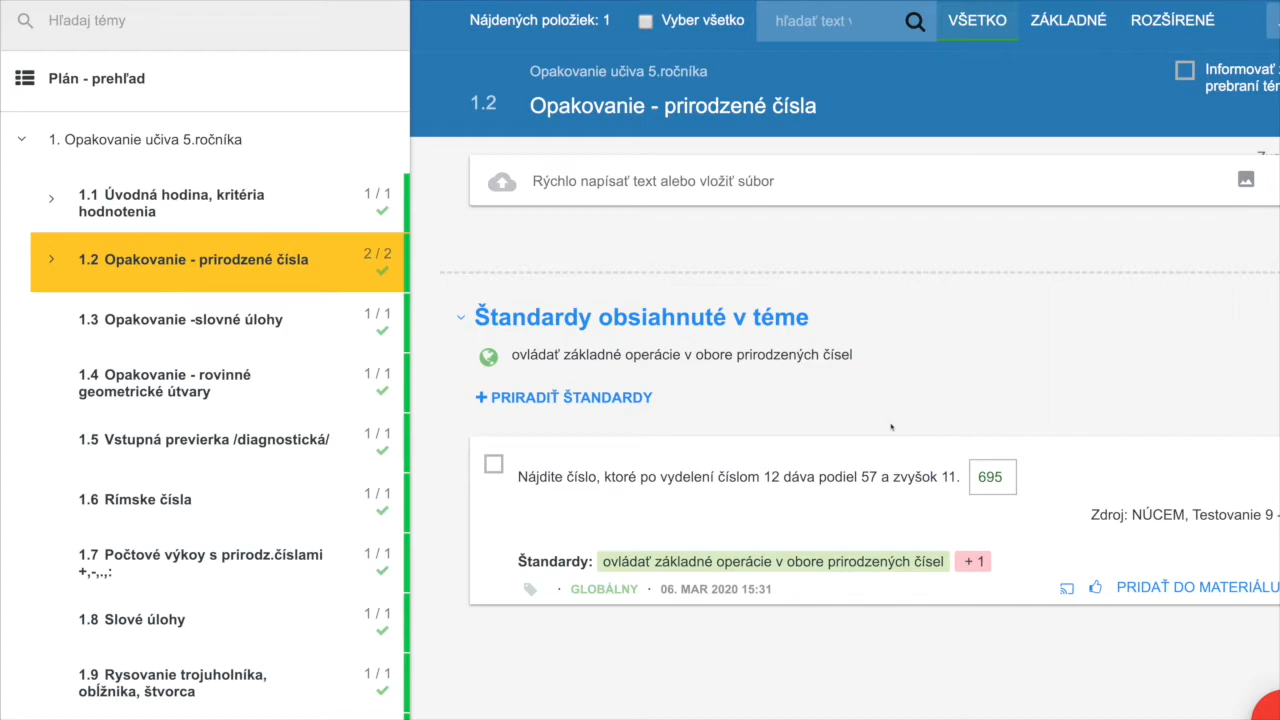 Hľadaj témy
Plán - prehľad
1. Opakovanie učiva 5.ročníka
1.1 Úvodná hodina, kritéria
hodnotenia
1 / 1
1.2 Opakovanie - prirodzené čísla
2 / 2
1.3 Opakovanie -slovné úlohy
1 / 1
1.4 Opakovanie - rovinné
geometrické útvary
1 / 1
1.5 Vstupná previerka /diagnostická/
1 / 1
1.6 Rímske čísla
1 / 1
1.7 Počtové výkoy s prirodz.číslami
+,-,.,:
1 / 1
1.8 Slové úlohy
1 / 1
1.9 Rysovanie trojuholníka,
obĺžnika, štvorca
1 / 1
Nájdených položiek: 1
Vyber všetko
hľadať text v
VŠETKO
ZÁKLADNÉ
ROZŠÍRENÉ
Opakovanie učiva 5.ročníka
1.2 Opakovanie - prirodzené čísla
Informovať
prebraní tém
Rýchlo napísať text alebo vložiť súbor
Štandardy obsiahnuté v téme
ovládať základné operácie v obore prirodzených čísel
+ PRIRADIŤ ŠTANDARDY
Nájdite číslo, ktoré po vydelení číslom 12 dáva podiel 57 a zvyšok 11. 695
Zdroj: NÚCEM, Testovanie 9 -
Štandardy: ovládať základné operácie v obore prirodzených čísel + 1
· GLOBÁLNY · 06. MAR 2020 15:31
PRIDAŤ DO MATERIÁLU